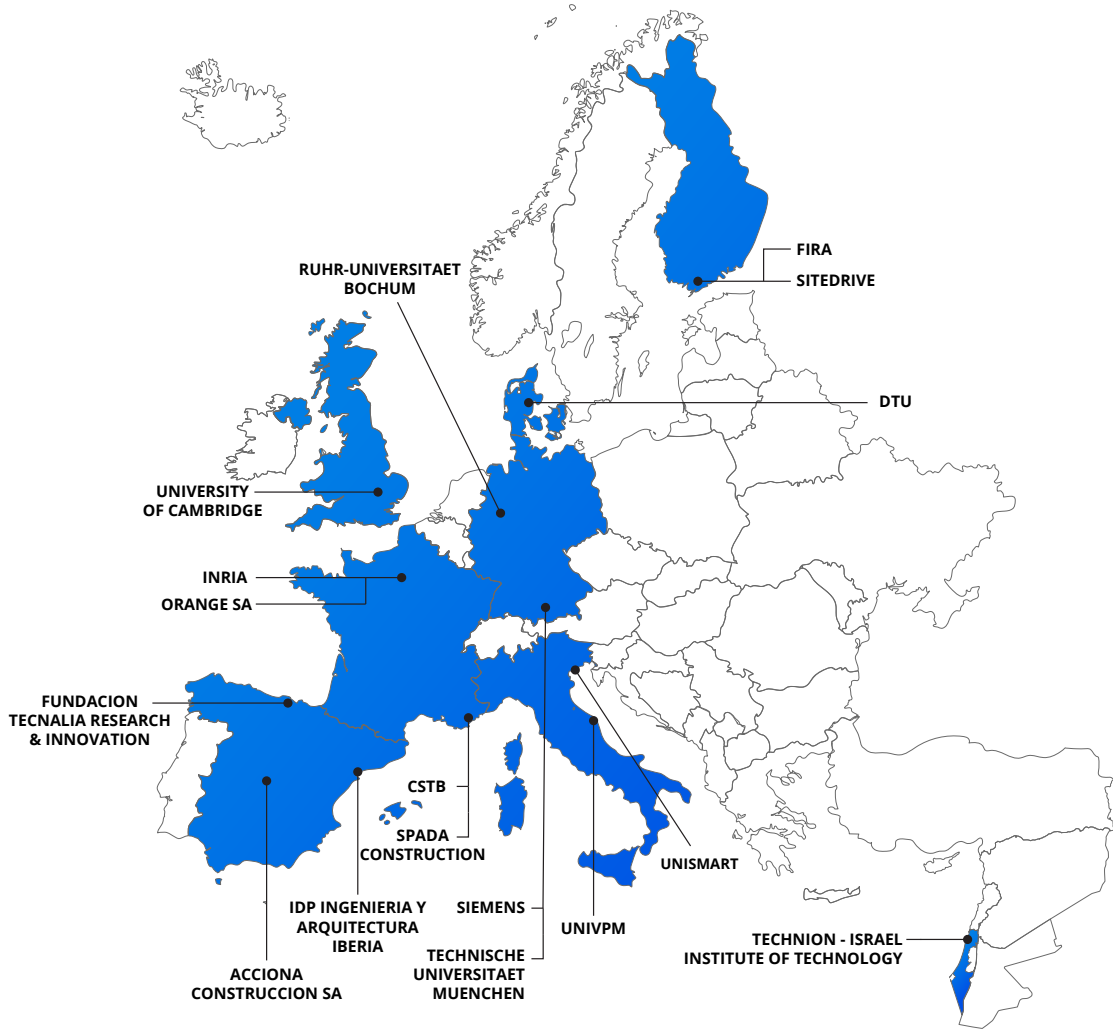 FIRA
SITEDRIVE
RUHR-UNIVERSITAET
BOCHUM
DTU
UNIVERSITY
OF CAMBRIDGE
INRIA
ORANGE SA
FUNDACION
TECNALIA RESEARCH
& INNOVATION
CSTB
SPADA
CONSTRUCTION
UNISMART
IDP INGENIERIA Y
ARQUITECTURA
IBERIA
SIEMENS
UNIVPM
TECHNISCHE
UNIVERSITAET
MUENCHEN
ACCIONA
CONSTRUCCION SA
TECHNION - ISRAEL
INSTITUTE OF TECHNOLOGY